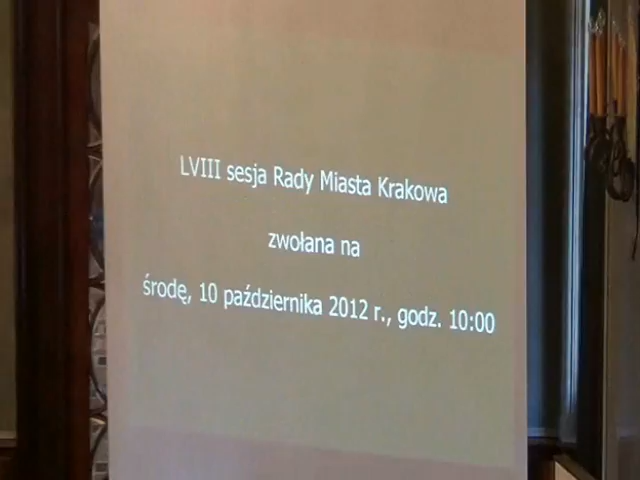 LVIII sesja Rady Miasta Krakowa
zwołana na
środę, 10 października 2012 r., godz. 10:00